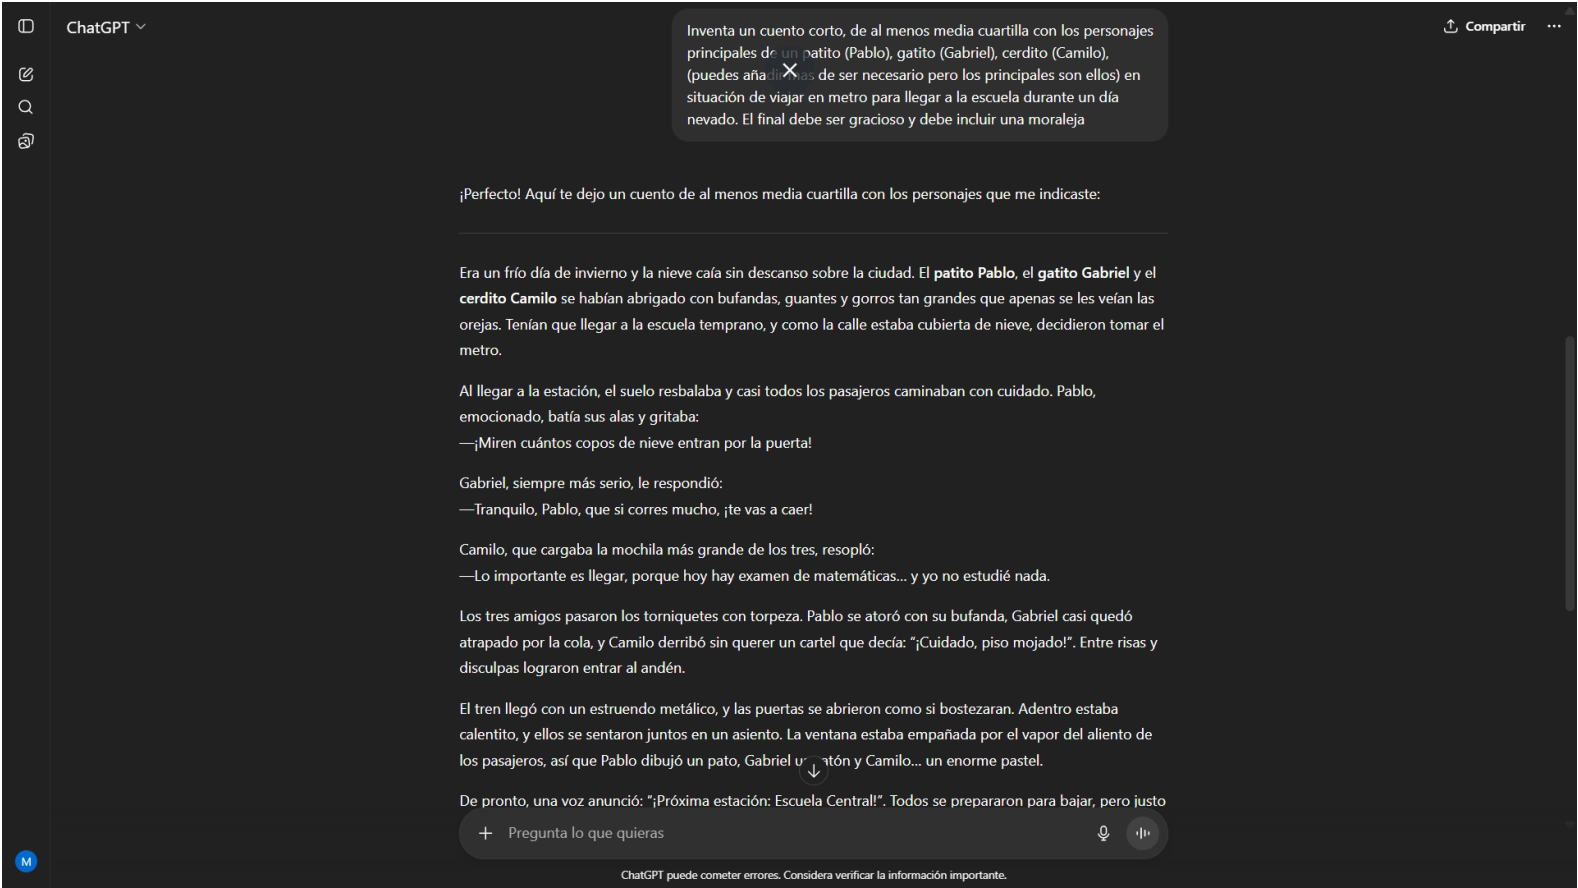 ChatGPT
Compartir
Inventa un cuento corto, de al menos media cuartilla con los personajes
principales de un patito (Pablo), gatito (Gabriel), cerdito (Camilo),
(puedes añadir mas de ser necesario pero los principales son ellos) en
situación de viajar en metro para llegar a la escuela durante un día
nevado. El final debe ser gracioso y debe incluir una moraleja
¡Perfecto! Aquí te dejo un cuento de al menos media cuartilla con los personajes que me indicaste:
Era un frío día de invierno y la nieve caía sin descanso sobre la ciudad. El patito Pablo, el gatito Gabriel y el
cerdito Camilo se habían abrigado con bufandas, guantes y gorros tan grandes que apenas se les veían las
orejas. Tenían que llegar a la escuela temprano, y como la calle estaba cubierta de nieve, decidieron tomar el
metro.
Al llegar a la estación, el suelo resbalaba y casi todos los pasajeros caminaban con cuidado. Pablo,
emocionado, batía sus alas y gritaba:
—¡Miren cuántos copos de nieve entran por la puerta!
Gabriel, siempre más serio, le respondió:
—Tranquilo, Pablo, que si corres mucho, ¡te vas a caer!
Camilo, que cargaba la mochila más grande de los tres, resopló:
—Lo importante es llegar, porque hoy hay examen de matemáticas… y yo no estudié nada.
Los tres amigos pasaron los torniquetes con torpeza. Pablo se atoró con su bufanda, Gabriel casi quedó
atrapado por la cola, y Camilo derribó sin querer un cartel que decía: “¡Cuidado, piso mojado!”. Entre risas y
disculpas lograron entrar al andén.
El tren llegó con un estruendo metálico, y las puertas se abrieron como si bostezaran. Adentro estaba
calentito, y ellos se sentaron juntos en un asiento. La ventana estaba empañada por el vapor del aliento de
los pasajeros, así que Pablo dibujó un pato, Gabriel un ratón y Camilo… un enorme pastel.
De pronto, una voz anunció: “¡Próxima estación: Escuela Central!”. Todos se prepararon para bajar, pero justo
Pregunta lo que quieras
M
ChatGPT puede cometer errores. Considera verificar la información importante.